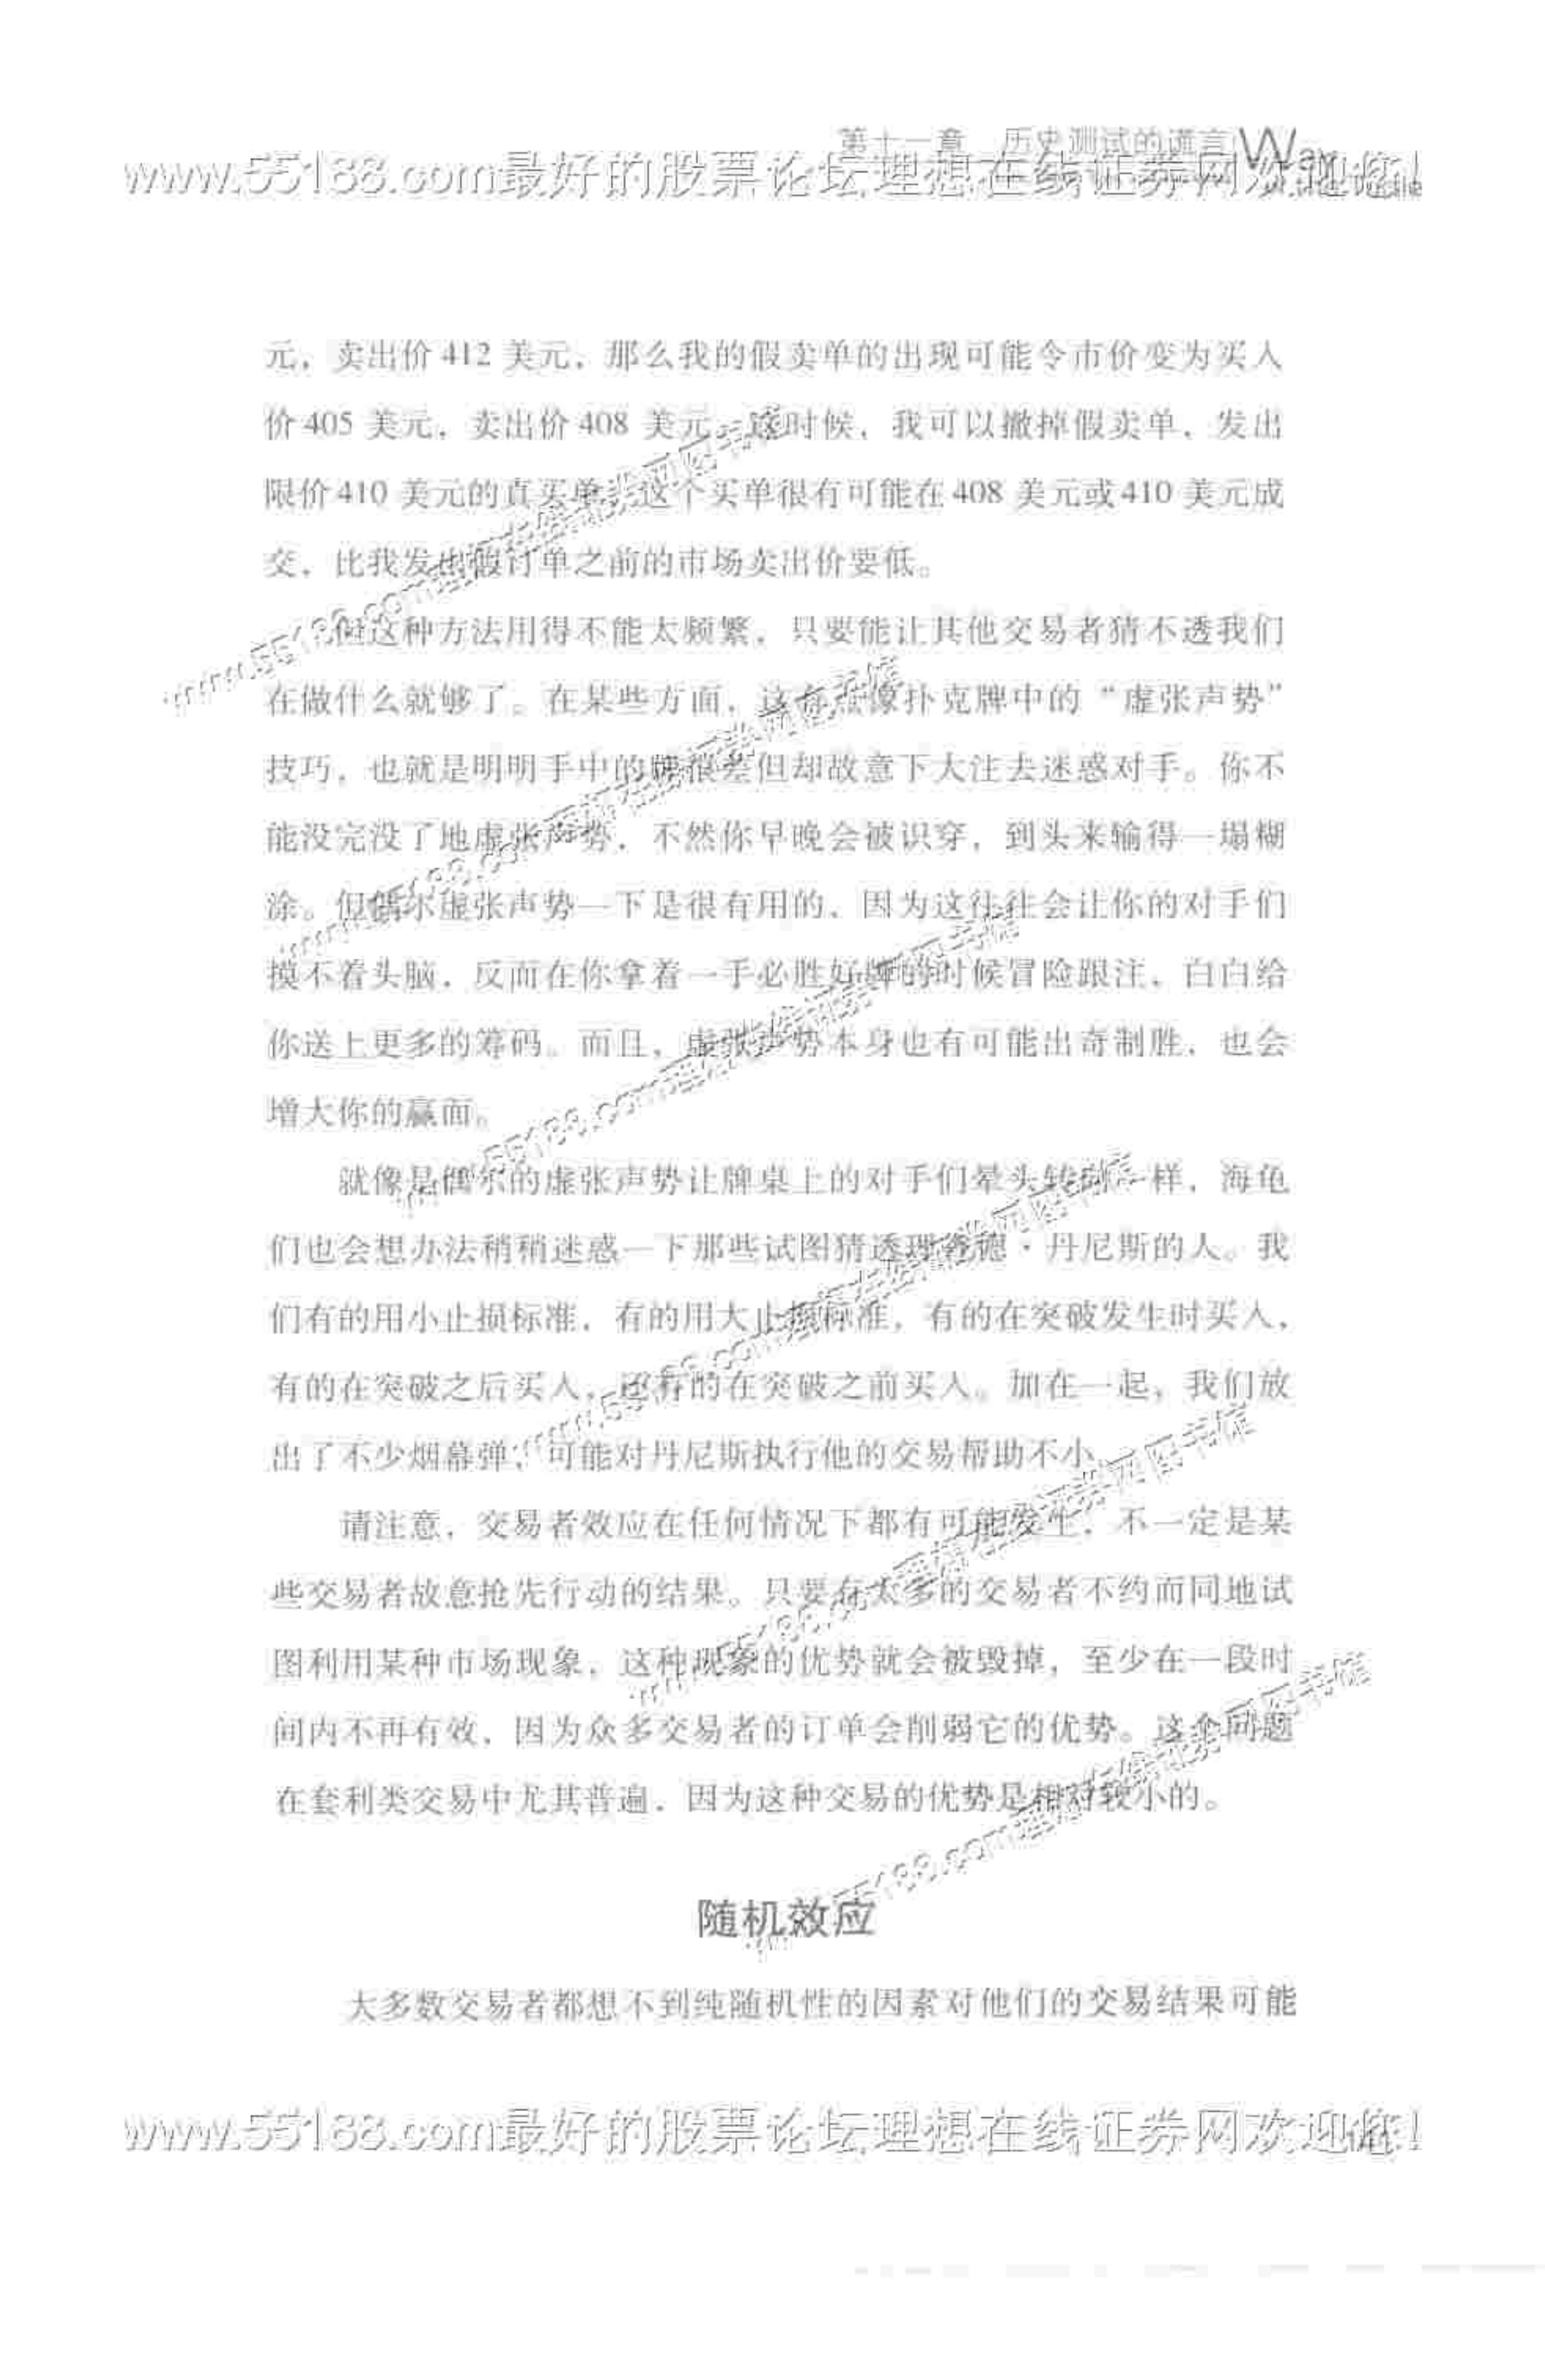 第十一章 历史测试的谎言 Way
www.55188.com最好的股票论坛理想在线证券网欢迎您!
元，卖出价 412 美元，那么我的假卖单的出现可能令市价变为买入
价 405 美元，卖出价 408 美元。这时候，我可以撤掉假卖单，发出
限价 410 美元的真买单，这个买单很有可能在 408 美元或 410 美元成
交，比我发出假订单之前的市场卖出价要低。
但这种方法用得不能太频繁，只要能让其他交易者猜不透我们
在做什么就够了。在某些方面，这有点像扑克牌中的“虚张声势”
技巧，也就是明明手中的牌很差但却故意下大注去迷惑对手。你不
能没完没了地虚张声势，不然你早晚会被识穿，到头来输得一塌糊
涂。但偶尔虚张声势一下是很有用的，因为这往往会让你的对手们
摸不着头脑，反而在你拿着一手必胜好牌的时候冒险跟注，白白给
你送上更多的筹码。而且，虚张声势本身也有可能出奇制胜，也会
增大你的赢面。
就像是偶尔的虚张声势让牌桌上的对手们晕头转向一样，海龟
们也会想办法稍稍迷惑一下那些试图猜透理查德·丹尼斯的人。我
们有的用小止损标准，有的用大止损标准，有的在突破发生时买入，
有的在突破之后买入，还有的在突破之前买入。加在一起，我们放
出了不少烟幕弹，可能对丹尼斯执行他的交易帮助不小。
请注意，交易者效应在任何情况下都有可能发生，不一定是某
些交易者故意抢先行动的结果。只要有太多的交易者不约而同地试
图利用某种市场现象，这种现象的优势就会被毁掉，至少在一段时
间内不再有效，因为众多交易者的订单会削弱它的优势。这个问题
在套利类交易中尤其普遍，因为这种交易的优势是相对较小的。
随机效应
大多数交易者都想不到纯随机性的因素对他们的交易结果可能
www.55188.com最好的股票论坛理想在线证券网欢迎您!